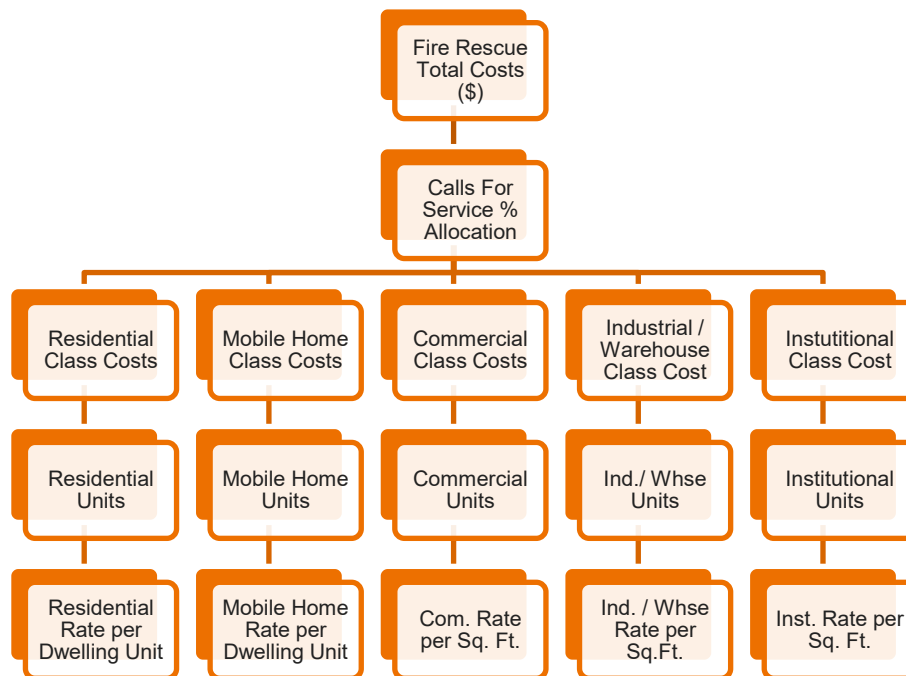 Fire Rescue
Total Costs
($)
Calls For
Service %
Allocation
Residential
Class Costs
Mobile Home
Class Costs
Commercial
Class Costs
Industrial /
Warehouse
Class Cost
Instutitional
Class Cost
Residential
Units
Mobile Home
Units
Commercial
Units
Ind./ Whse
Units
Institutional
Units
Residential
Rate per
Dwelling Unit
Mobile Home
Rate per
Dwelling Unit
Com. Rate
per Sq. Ft.
Ind. / Whse
Rate per
Sq.Ft.
Inst. Rate per
Sq. Ft.